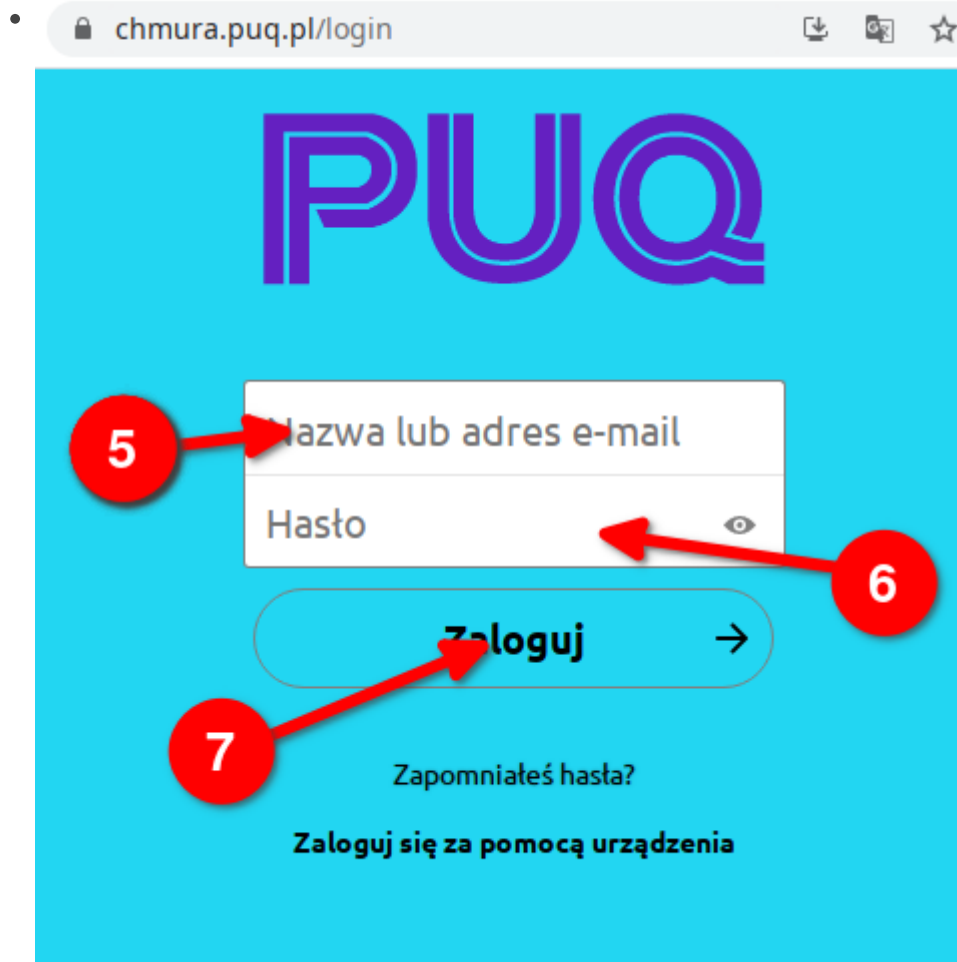 chmura.puq.pl/login
PUQ
Nazwa lub adres e-mail
5
Hasło
6
Zaloguj
7
Zapomniałeś hasła?
Zaloguj się za pomocą urządzenia